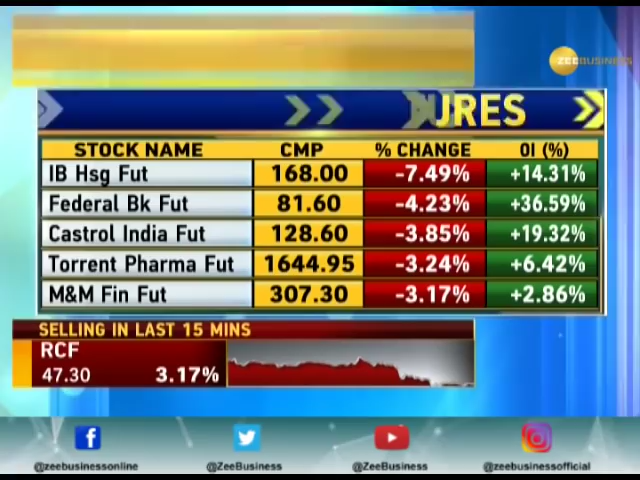 ZEEBUSINESS
URES
STOCK NAME CMP % CHANGE OI (%)
IB Hsg Fut 168.00 -7.49% +14.31%
Federal Bk Fut 81.60 -4.23% +36.59%
Castrol India Fut 128.60 -3.85% +19.32%
Torrent Pharma Fut 1644.95 -3.24% +6.42%
M&M Fin Fut 307.30 -3.17% +2.86%
SELLING IN LAST 15 MINS
RCF
47.30 3.17%
@zeebusinessonline @ZeeBusiness @ZeeBusiness @zeebusinessofficial